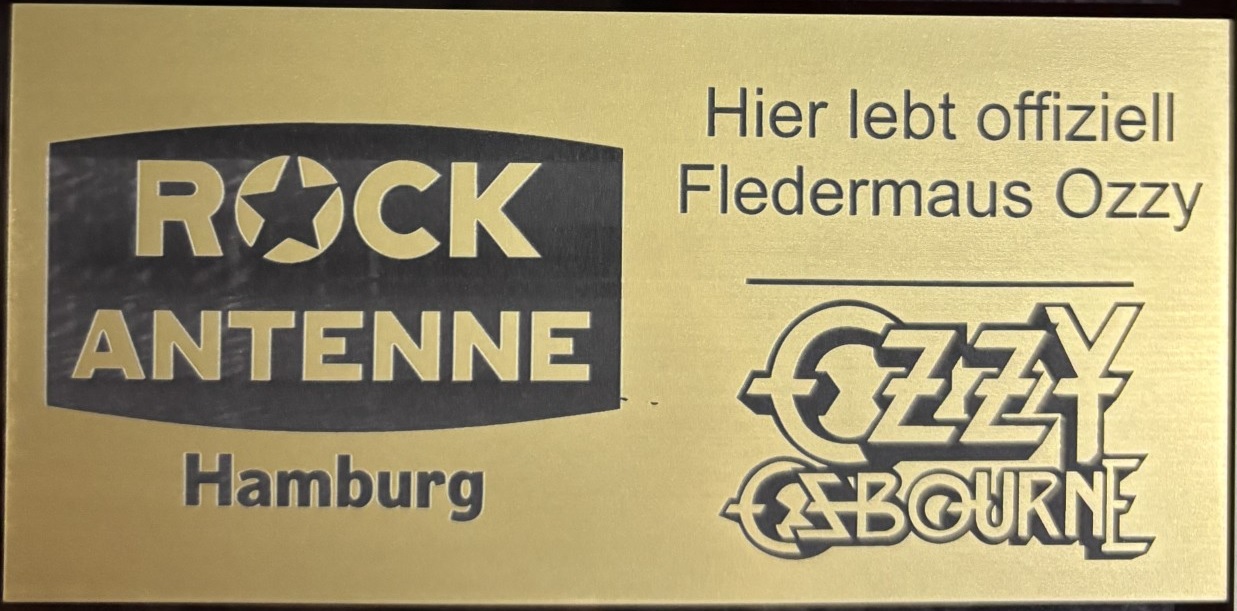 ROCK
ANTENNE
Hamburg
Hier lebt offiziell
Fledermaus Ozzy
OZZY
OSBOURNE